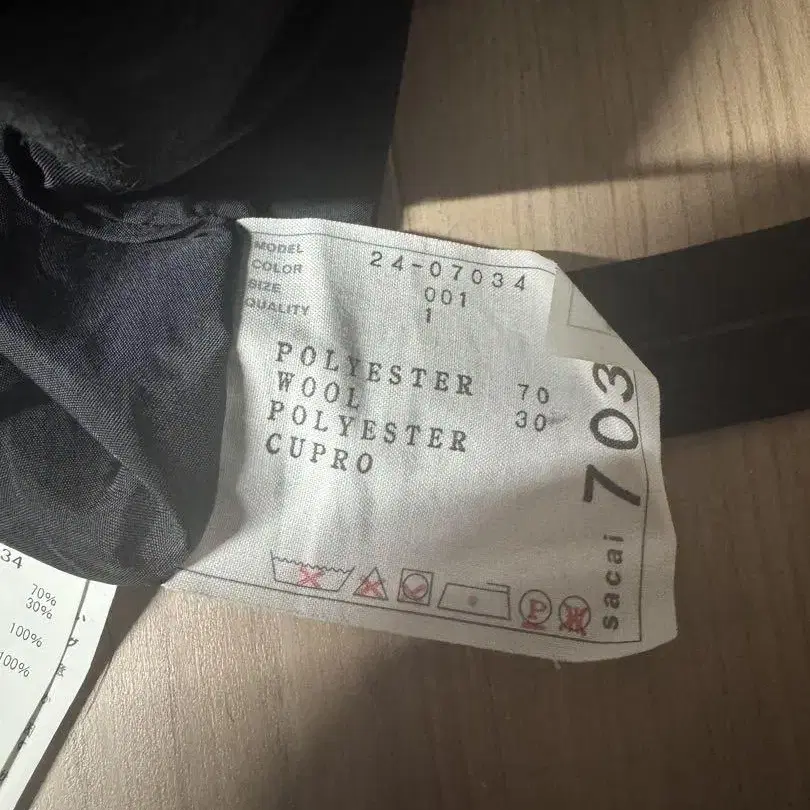 MODEL 24-07034
COLOR 001
SIZE 1
QUALITY
POLYESTER 70
WOOL 30
POLYESTER
CUPRO
P
sacai 703
34
70%
30%
100%
100%